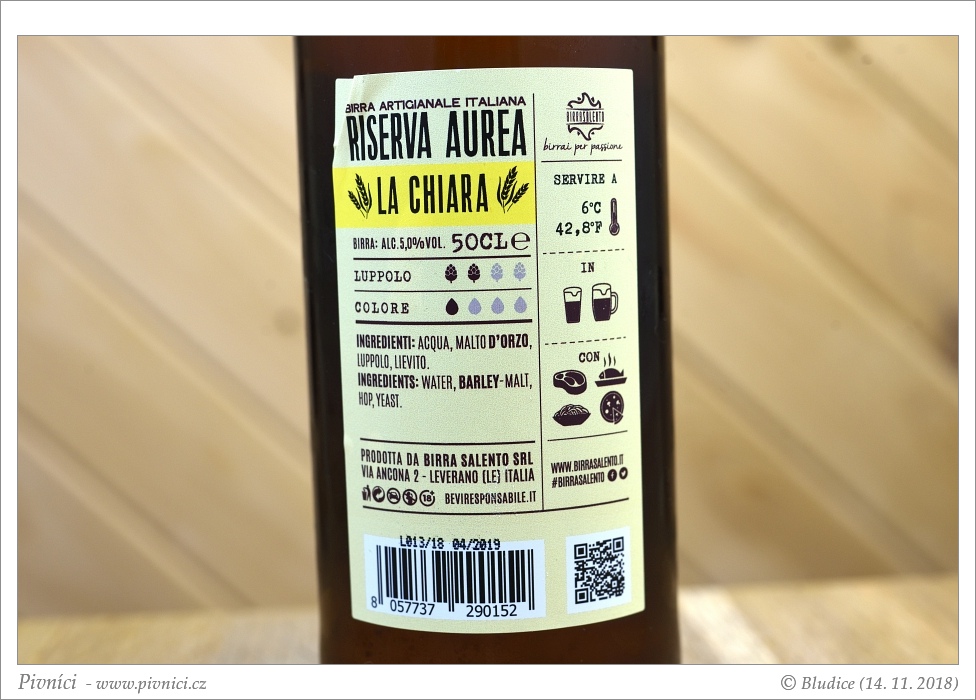 BIRRA ARTIGIANALE ITALIANA
RISERVA AUREA
LA CHIARA
BIRRA: ALC.5,0%VOL. 50CL℮
LUPPOLO
COLORE
INGREDIENTI: ACQUA, MALTO D'ORZO,
LUPPOLO, LIEVITO.
INGREDIENTS: WATER, BARLEY-MALT,
HOP, YEAST.
PRODOTTA DA BIRRA SALENTO SRL
VIA ANCONA 2 - LEVERANO (LE) ITALIA
18+ BEVIRESPONSABILE.IT
L013/18 04/2019
8 057737 290152
BIRRASALENTO
birrai per passione
SERVIRE A
6°C
42,8°F
IN
CON
WWW.BIRRASALENTO.IT
#BIRRASALENTO
Pivníci - www.pivnici.cz
© Bludice (14. 11. 2018)